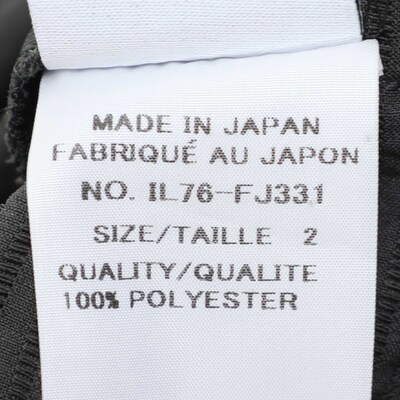 MADE IN JAPAN
FABRIQUÉ AU JAPON
NO. IL76-FJ331
SIZE/TAILLE 2
QUALITY/QUALITE
100% POLYESTER